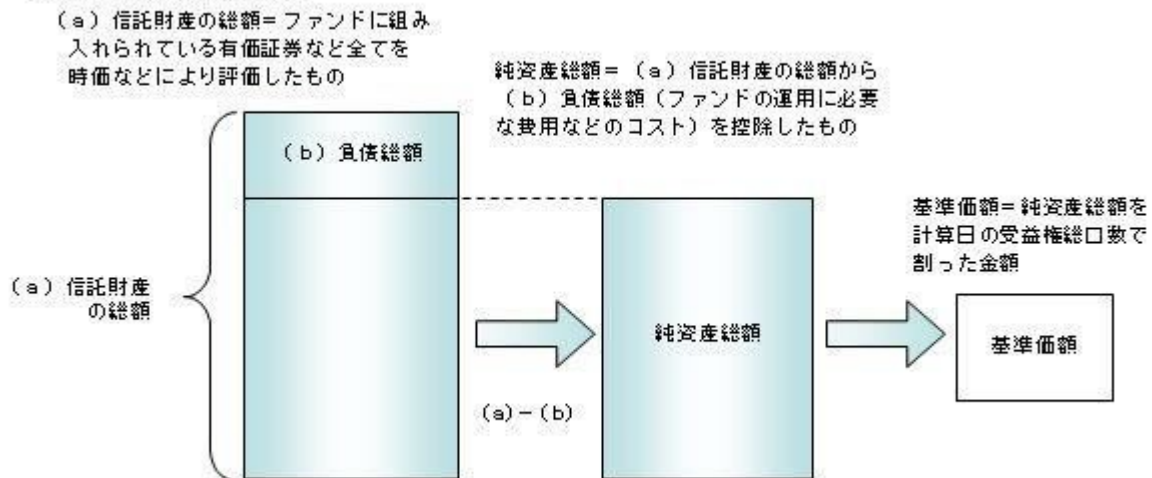 （a）信託財産の総額＝ファンドに組み
入れられている有価証券など全てを
時価などにより評価したもの
純資産総額＝（a）信託財産の総額から
（b）負債総額（ファンドの運用に必要
な費用などのコスト）を控除したもの
（b）負債総額
基準価額＝純資産総額を
計算日の受益権総口数で
割った金額
（a）信託財産
の総額
純資産総額
基準価額
（a）－（b）